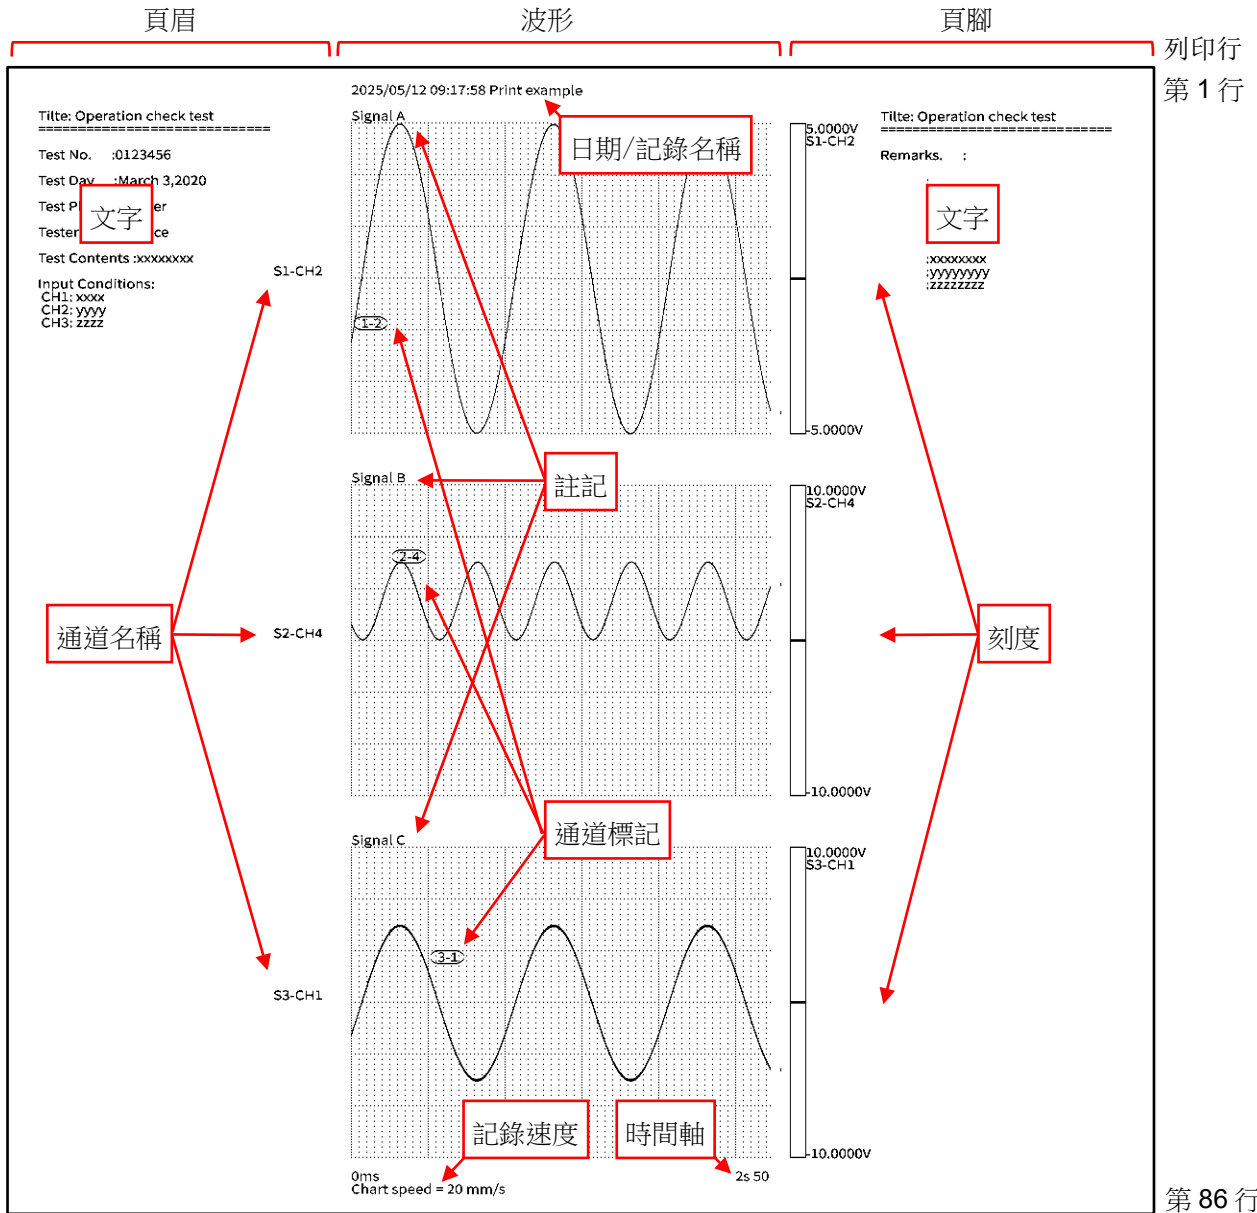 頁眉
波形
頁腳
列印行
第 1 行
2025/05/12 09:17:58 Print example
日期/記錄名稱
Tilte: Operation check test
==============================
Test No. :0123456
Test Day :March 3,2020
Test Pl er
Tester ce
文字
Test Contents :xxxxxxxx
Input Conditions:
CH1: xxxx
CH2: yyyy
CH3: zzzz
S1-CH2
Signal A
1-2
5.0000V
S1-CH2
-5.0000V
Tilte: Operation check test
==============================
Remarks. :
文字
:xxxxxxxx
:yyyyyyyy
:zzzzzzzz
註記
Signal B
2-4
10.0000V
S2-CH4
-10.0000V
通道名稱
S2-CH4
刻度
通道標記
Signal C
3-1
10.0000V
S3-CH1
-10.0000V
S3-CH1
記錄速度
時間軸
0ms
2s 50
Chart speed = 20 mm/s
第 86 行